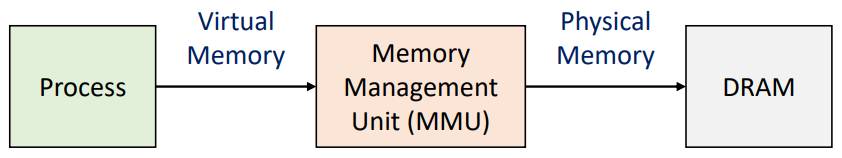 Process
Virtual
Memory
Memory
Management
Unit (MMU)
Physical
Memory
DRAM